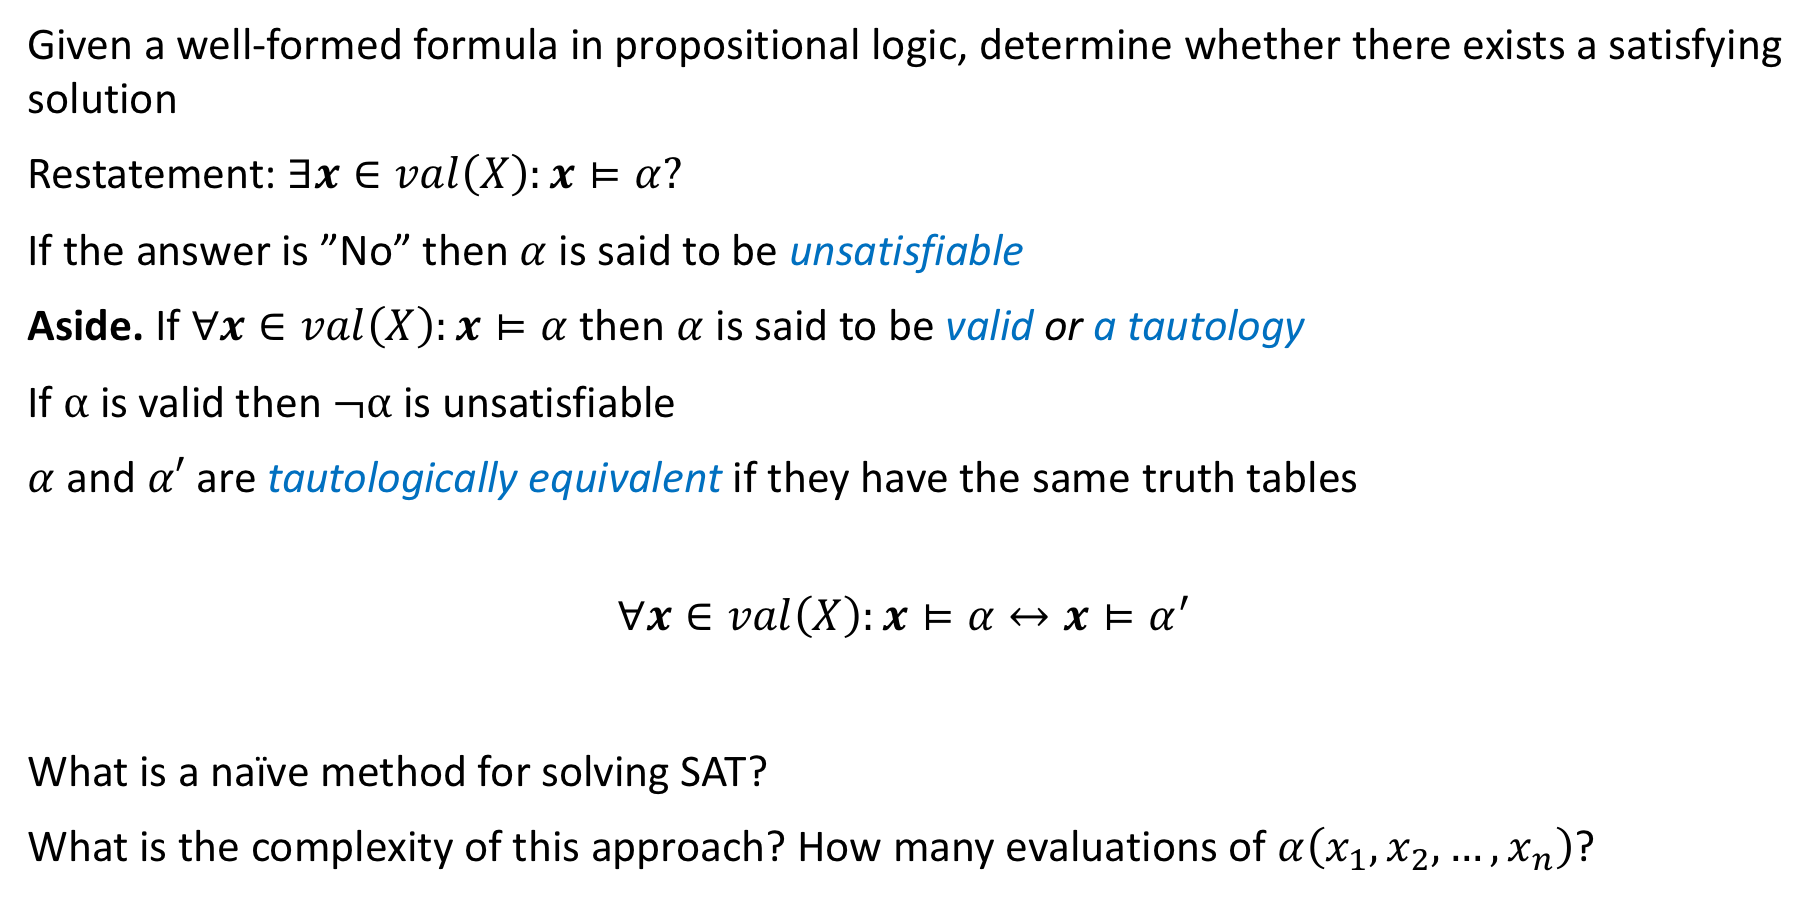 Given a well-formed formula in propositional logic, determine whether there exists a satisfying
solution
Restatement: ∃𝒙 ∈ 𝑣𝑎𝑙(𝑋): 𝒙 ⊨ 𝛼?
If the answer is ”No” then 𝛼 is said to be unsatisfiable
Aside. If ∀𝒙 ∈ 𝑣𝑎𝑙(𝑋): 𝒙 ⊨ 𝛼 then 𝛼 is said to be valid or a tautology
If α is valid then ¬α is unsatisfiable
𝛼 and 𝛼′ are tautologically equivalent if they have the same truth tables
∀𝒙 ∈ 𝑣𝑎𝑙(𝑋): 𝒙 ⊨ 𝛼 ↔ 𝒙 ⊨ 𝛼′
What is a naïve method for solving SAT?
What is the complexity of this approach? How many evaluations of 𝛼(𝑥₁, 𝑥₂, … , 𝑥ₙ)?